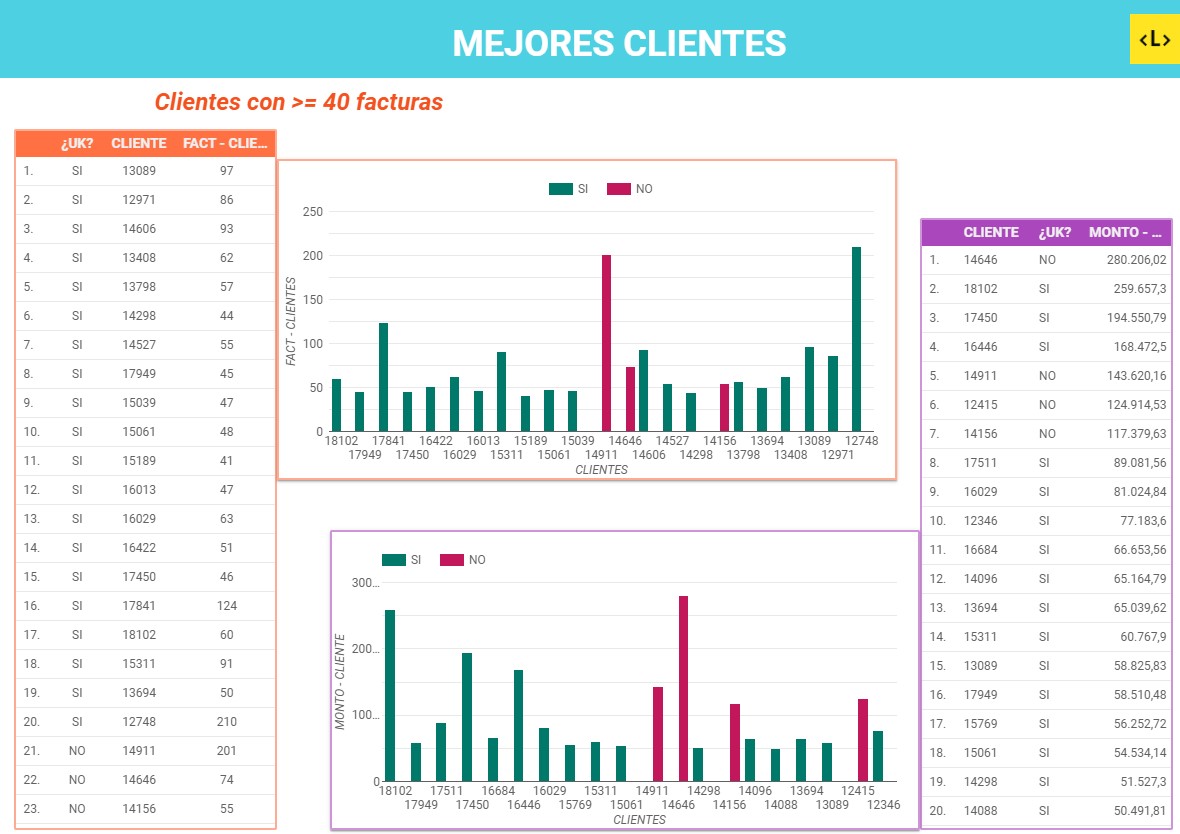 MEJORES CLIENTES
<L>
Clientes con >= 40 facturas
¿UK? CLIENTE FACT - CLIE...
1. SI 13089 97
2. SI 12971 86
3. SI 14606 93
4. SI 13408 62
5. SI 13798 57
6. SI 14298 44
7. SI 14527 55
8. SI 17949 45
9. SI 15039 47
10. SI 15061 48
11. SI 15189 41
12. SI 16013 47
13. SI 16029 63
14. SI 16422 51
15. SI 17450 46
16. SI 17841 124
17. SI 18102 60
18. SI 15311 91
19. SI 13694 50
20. SI 12748 210
21. NO 14911 201
22. NO 14646 74
23. NO 14156 55
SI NO
250
200
150
100
50
0
FACT - CLIENTES
18102 17841 16422 16013 15189 15039 14646 14527 14156 13694 13089 12748
17949 17450 16029 15311 15061 14911 14606 14298 13798 13408 12971
CLIENTES
SI NO
300...
200...
100...
0
MONTO - CLIENTE
18102 17511 16684 16029 15311 14911 14298 14096 13694 12415
17949 17450 16446 15769 15061 14646 14156 14088 13089 12346
CLIENTES
CLIENTE ¿UK? MONTO - ...
1. 14646 NO 280.206,02
2. 18102 SI 259.657,3
3. 17450 SI 194.550,79
4. 16446 SI 168.472,5
5. 14911 NO 143.620,16
6. 12415 NO 124.914,53
7. 14156 NO 117.379,63
8. 17511 SI 89.081,56
9. 16029 SI 81.024,84
10. 12346 SI 77.183,6
11. 16684 SI 66.653,56
12. 14096 SI 65.164,79
13. 13694 SI 65.039,62
14. 15311 SI 60.767,9
15. 13089 SI 58.825,83
16. 17949 SI 58.510,48
17. 15769 SI 56.252,72
18. 15061 SI 54.534,14
19. 14298 SI 51.527,3
20. 14088 SI 50.491,81